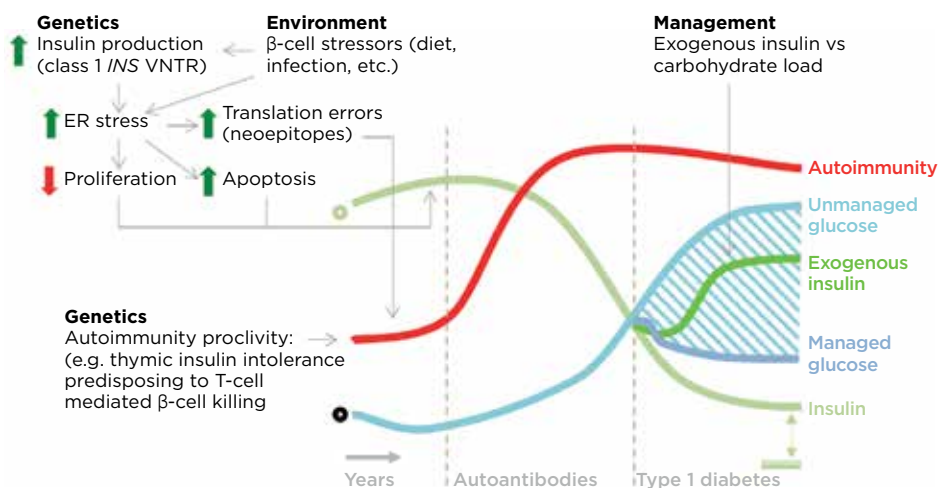 Genetics
Insulin production
(class 1 INS VNTR)
Environment
β-cell stressors (diet,
infection, etc.)
Management
Exogenous insulin vs
carbohydrate load
ER stress
Translation errors
(neoepitopes)
Proliferation
Apoptosis
Autoimmunity
Unmanaged
glucose
Exogenous
insulin
Managed
glucose
Insulin
Genetics
Autoimmunity proclivity:
(e.g. thymic insulin intolerance
predisposing to T-cell
mediated β-cell killing
Years
Autoantibodies
Type 1 diabetes